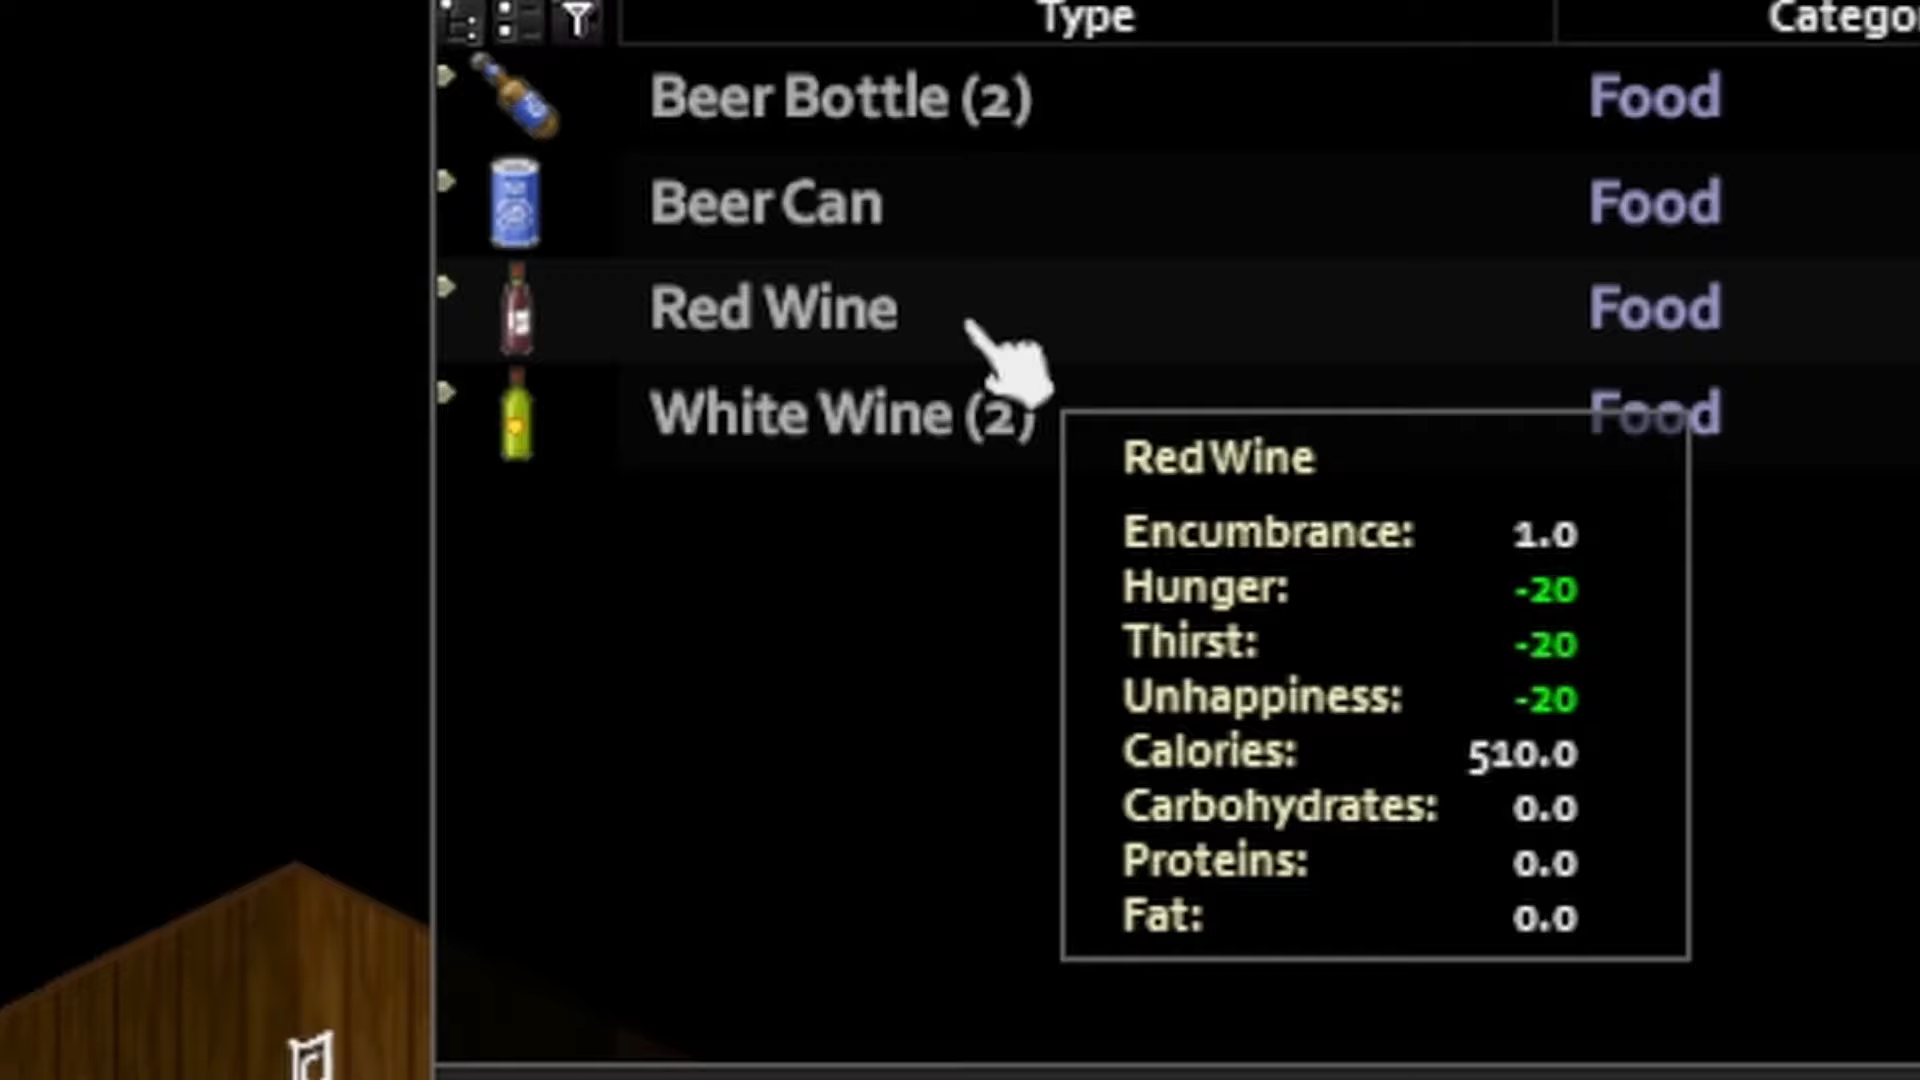 Type Catego
Beer Bottle (2) Food
Beer Can Food
Red Wine Food
White Wine (2) Food
Red Wine
Encumbrance: 1.0
Hunger: -20
Thirst: -20
Unhappiness: -20
Calories: 510.0
Carbohydrates: 0.0
Proteins: 0.0
Fat: 0.0